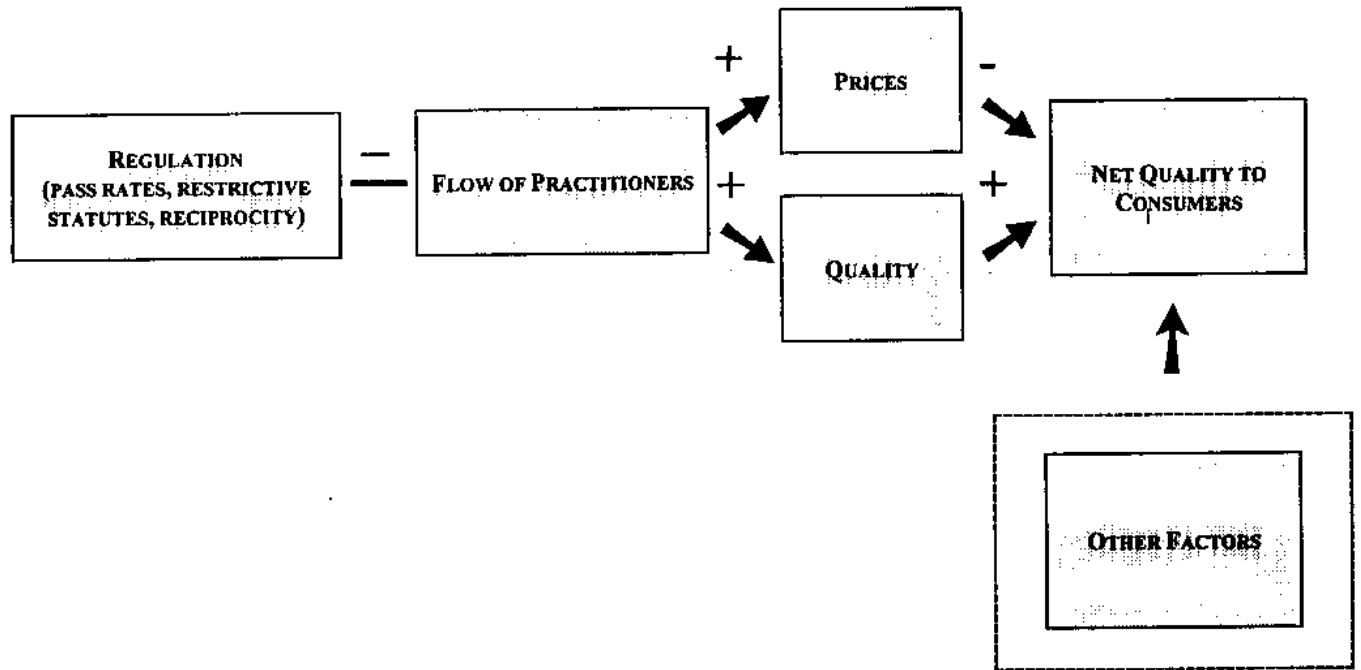 +
PRICES
-
REGULATION
(PASS RATES, RESTRICTIVE
STATUTES, RECIPROCITY)
–
FLOW OF PRACTITIONERS
+
QUALITY
+
NET QUALITY TO
CONSUMERS
OTHER FACTORS